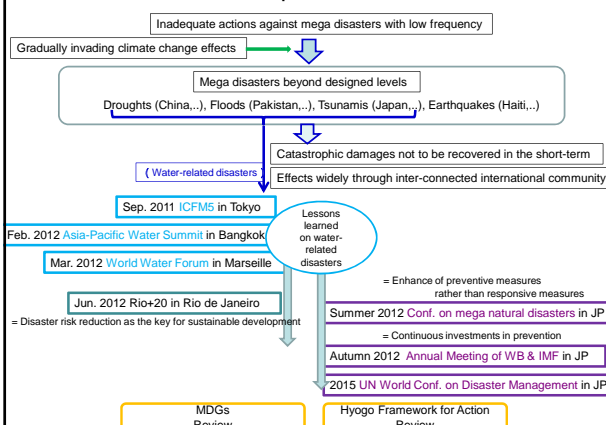 Inadequate actions against mega disasters with low frequency
Gradually invading climate change effects
Mega disasters beyond designed levels
Droughts (China,..), Floods (Pakistan,..), Tsunamis (Japan,..), Earthquakes (Haiti,..)
Catastrophic damages not to be recovered in the short-term
( Water-related disasters )
Effects widely through inter-connected international community
Sep. 2011 ICFM5 in Tokyo
Feb. 2012 Asia-Pacific Water Summit in Bangkok
Mar. 2012 World Water Forum in Marseille
Lessons
learned
on water-
related
disasters
Jun. 2012 Rio+20 in Rio de Janeiro
= Disaster risk reduction as the key for sustainable development
= Enhance of preventive measures
rather than responsive measures
Summer 2012 Conf. on mega natural disasters in JP
= Continuous investments in prevention
Autumn 2012 Annual Meeting of WB & IMF in JP
2015 UN World Conf. on Disaster Management in JP
MDGs
Review
Hyogo Framework for Action
Review